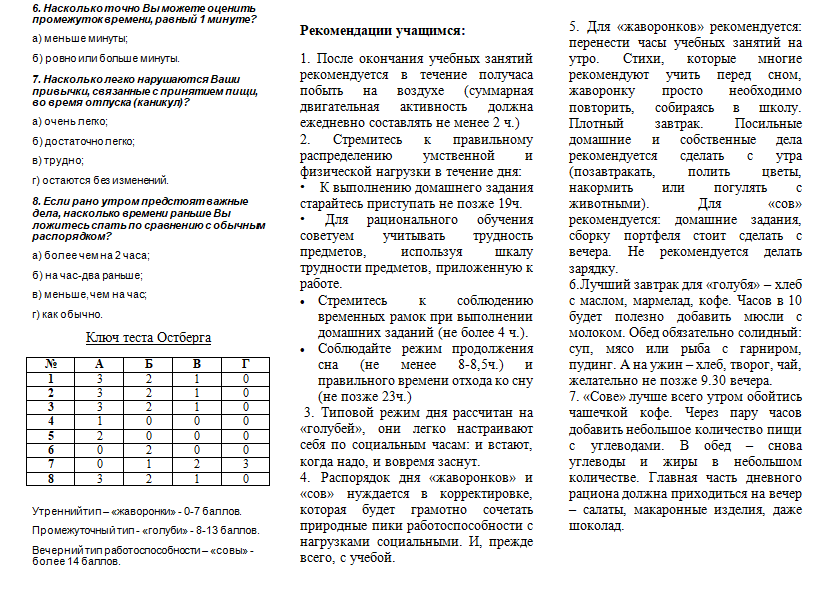 6. Насколько точно Вы можете оценить
промежуток времени, равный 1 минуте?
а) меньше минуты;
б) ровно или больше минуты.
7. Насколько легко нарушаются Ваши
привычки, связанные с принятием пищи,
во время отпуска (каникул)?
а) очень легко;
б) достаточно легко;
в) трудно;
г) остаются без изменений.
8. Если рано утром предстоят важные
дела, насколько времени раньше Вы
ложитесь спать по сравнению с обычным
распорядком?
а) более чем на 2 часа;
б) на час-два раньше;
в) меньше, чем на час;
г) как обычно.
Ключ теста Остберга
№ А Б В Г
1 3 2 1 0
2 3 2 1 0
3 3 2 1 0
4 1 0 0 0
5 2 0 0 0
6 0 2 0 0
7 0 1 2 3
8 3 2 1 0
Утренний тип – «жаворонки» - 0-7 баллов.
Промежуточный тип - «голуби» - 8-13 баллов.
Вечерний тип работоспособности – «совы» -
более 14 баллов.
Рекомендации учащимся:
1. После окончания учебных занятий
рекомендуется в течение получаса
побыть на воздухе (суммарная
двигательная активность должна
ежедневно составлять не менее 2 ч.)
2. Стремитесь к правильному
распределению умственной и
физической нагрузки в течение дня:
• К выполнению домашнего задания
старайтесь приступать не позже 19ч.
• Для рационального обучения
советуем учитывать трудность
предметов, используя шкалу
трудности предметов, приложенную к
работе.
• Стремитесь к соблюдению
временных рамок при выполнении
домашних заданий (не более 4 ч.).
• Соблюдайте режим продолжения
сна (не менее 8-8,5ч.) и
правильного времени отхода ко сну
(не позже 23ч.)
3. Типовой режим дня рассчитан на
«голубей», они легко настраивают
себя по социальным часам: и встают,
когда надо, и вовремя заснут.
4. Распорядок дня «жаворонков» и
«сов» нуждается в корректировке,
которая будет грамотно сочетать
природные пики работоспособности с
нагрузками социальными. И, прежде
всего, с учебой.
5. Для «жаворонков» рекомендуется:
перенести часы учебных занятий на
утро. Стихи, которые многие
рекомендуют учить перед сном,
жаворонку просто необходимо
повторить, собираясь в школу.
Плотный завтрак. Посильные
домашние и собственные дела
рекомендуется сделать с утра
(позавтракать, полить цветы,
накормить или погулять с
животными). Для «сов»
рекомендуется: домашние задания,
сборку портфеля стоит сделать с
вечера. Не рекомендуется делать
зарядку.
6.Лучший завтрак для «голубя» – хлеб
с маслом, мармелад, кофе. Часов в 10
будет полезно добавить мюсли с
молоком. Обед обязательно солидный:
суп, мясо или рыба с гарниром,
пудинг. А на ужин – хлеб, творог, чай,
желательно не позже 9.30 вечера.
7. «Сове» лучше всего утром обойтись
чашечкой кофе. Через пару часов
добавить небольшое количество пищи
с углеводами. В обед – снова
углеводы и жиры в небольшом
количестве. Главная часть дневного
рациона должна приходиться на вечер
– салаты, макаронные изделия, даже
шоколад.